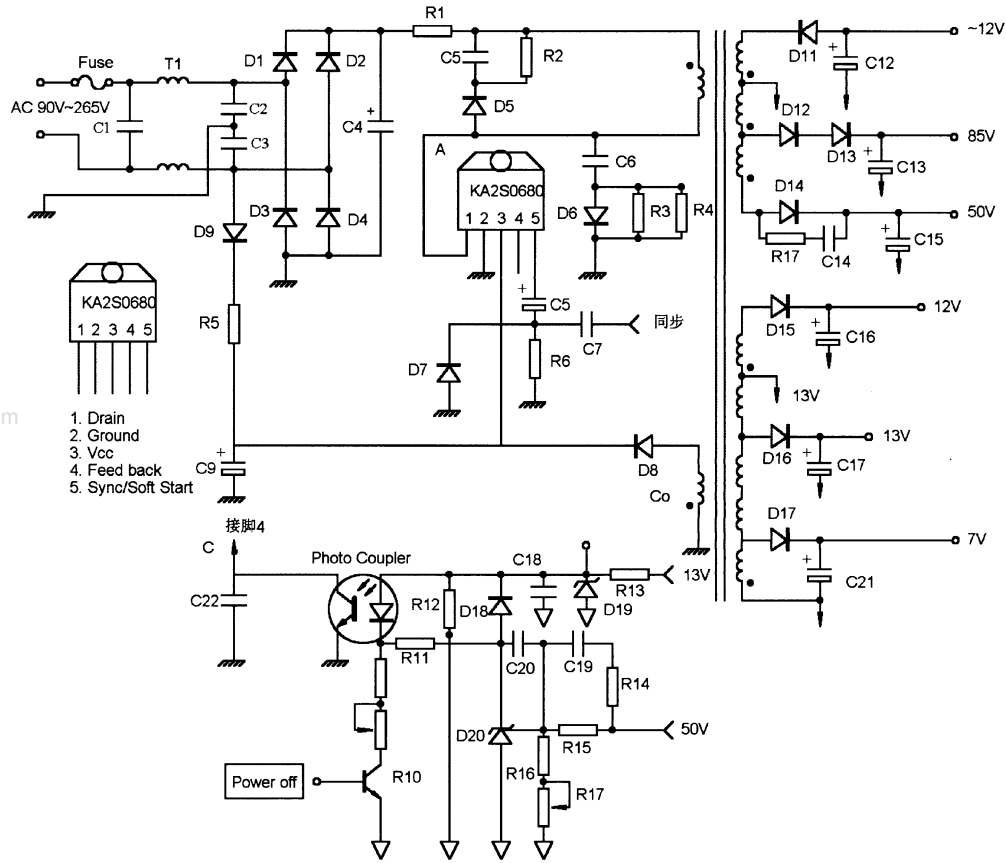 Fuse
T1
AC 90V~265V
C1
C2
C3
D1
D2
D3
D4
C4
R1
C5
R2
D5
A
KA2S0680
1 2 3 4 5
C6
D6
R3
R4
D9
R5
KA2S0680
1 2 3 4 5
1. Drain
2. Ground
3. Vcc
4. Feed back
5. Sync/Soft Start
m
C5
C7
同步
R6
D7
C9
D8
Co
D11
~12V
C12
D12
D13
85V
C13
D14
50V
R17
C14
C15
D15
12V
C16
13V
D16
13V
C17
D17
7V
C21
接脚4
C
C22
Photo Coupler
R12
D18
C18
D19
R13
13V
R11
C20
C19
R14
D20
R15
50V
R16
R17
R10
Power off
+
+
+
+
+
+
+
+
+
+